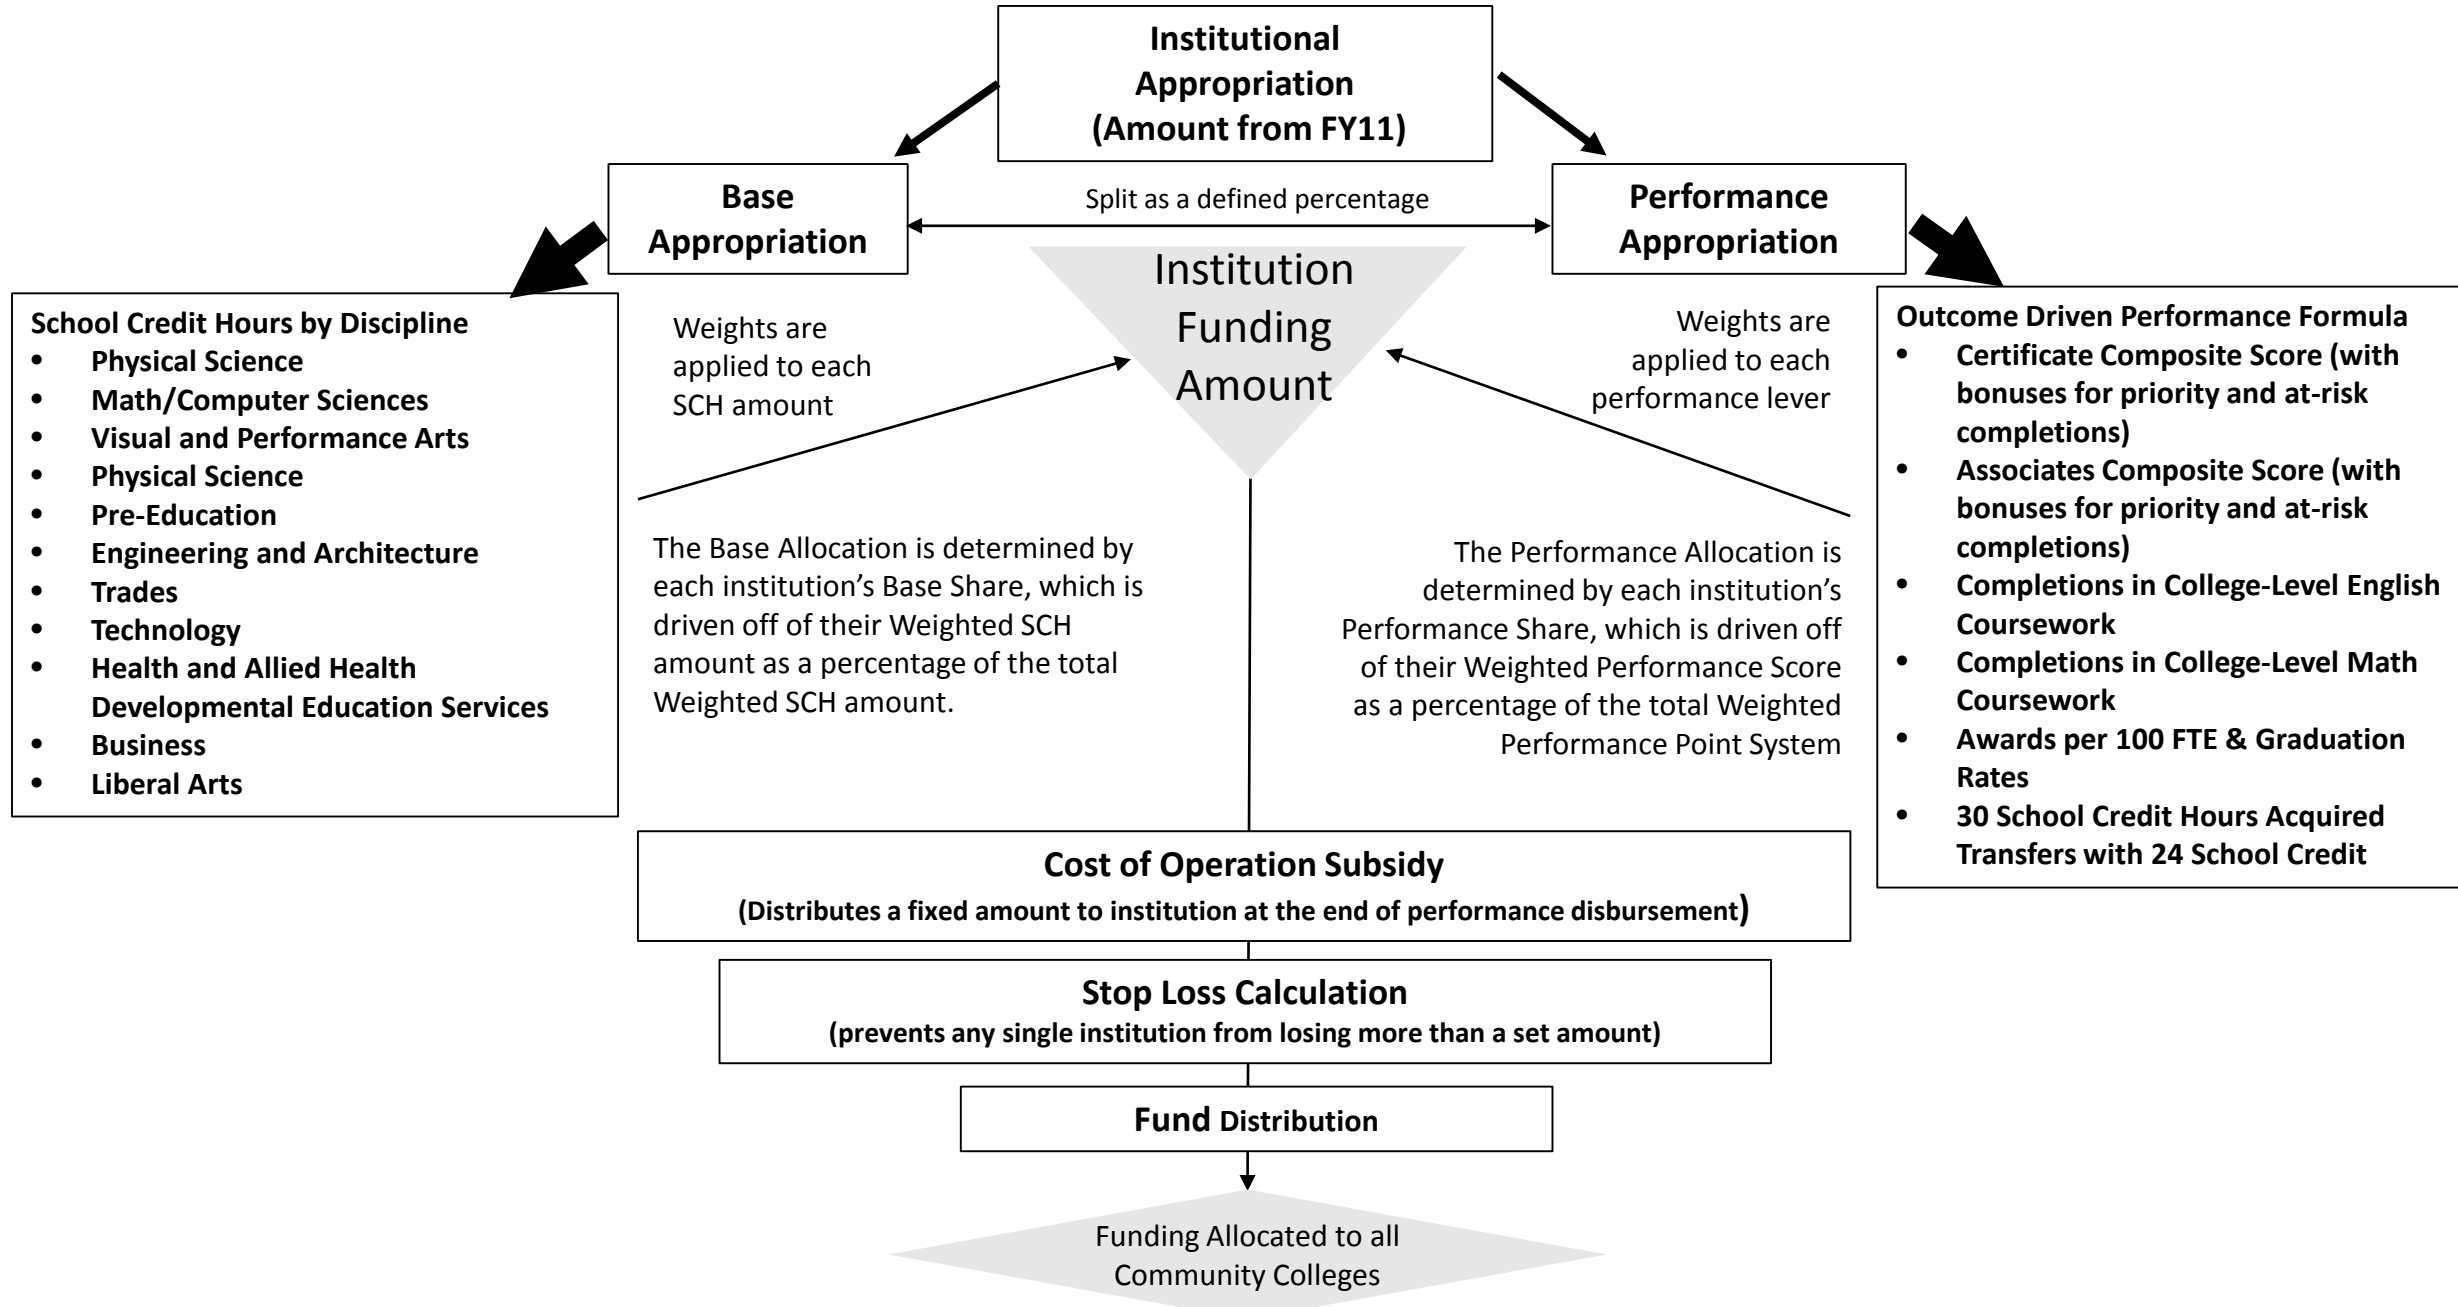 Institutional
Appropriation
(Amount from FY11)
Base
Appropriation
Split as a defined percentage
Performance
Appropriation
Institution
Funding
Amount
School Credit Hours by Discipline
• Physical Science
• Math/Computer Sciences
• Visual and Performance Arts
• Physical Science
• Pre-Education
• Engineering and Architecture
• Trades
• Technology
• Health and Allied Health
Developmental Education Services
• Business
• Liberal Arts
Weights are
applied to each
SCH amount
The Base Allocation is determined by
each institution’s Base Share, which is
driven off of their Weighted SCH
amount as a percentage of the total
Weighted SCH amount.
Weights are
applied to each
performance lever
The Performance Allocation is
determined by each institution’s
Performance Share, which is driven off
of their Weighted Performance Score
as a percentage of the total Weighted
Performance Point System
Outcome Driven Performance Formula
• Certificate Composite Score (with
bonuses for priority and at-risk
completions)
• Associates Composite Score (with
bonuses for priority and at-risk
completions)
• Completions in College-Level English
Coursework
• Completions in College-Level Math
Coursework
• Awards per 100 FTE & Graduation
Rates
• 30 School Credit Hours Acquired
Transfers with 24 School Credit
Cost of Operation Subsidy
(Distributes a fixed amount to institution at the end of performance disbursement)
Stop Loss Calculation
(prevents any single institution from losing more than a set amount)
Fund Distribution
Funding Allocated to all
Community Colleges